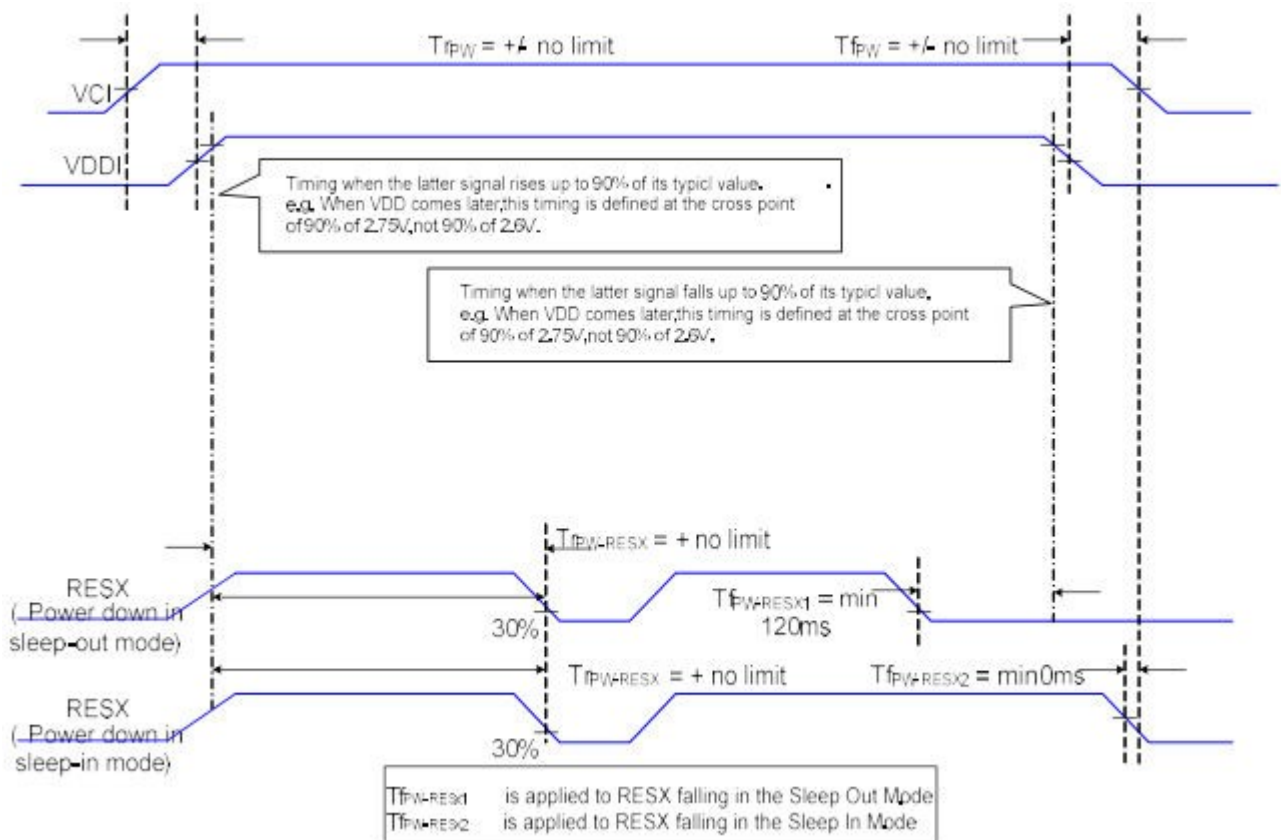 TrPW = +/- no limit
TfPW = +/- no limit
VCI
VDDI
Timing when the latter signal rises up to 90% of its typicl value.
e.g. When VDD comes later,this timing is defined at the cross point
of 90% of 2.75V,not 90% of 2.6V.
Timing when the latter signal falls up to 90% of its typicl value,
e.g. When VDD comes later,this timing is defined at the cross point
of 90% of 2.75V,not 90% of 2.6V.
TrPW-RESX = + no limit
RESX
( Power down in
sleep-out mode)
30%
TfPW-RESX1 = min
120ms
TrPW-RESX = + no limit
TfPW-RESX2 = min0ms
RESX
( Power down in
sleep-in mode)
30%
TfPW-RESX1 is applied to RESX falling in the Sleep Out Mode
TfPW-RESX2 is applied to RESX falling in the Sleep In Mode